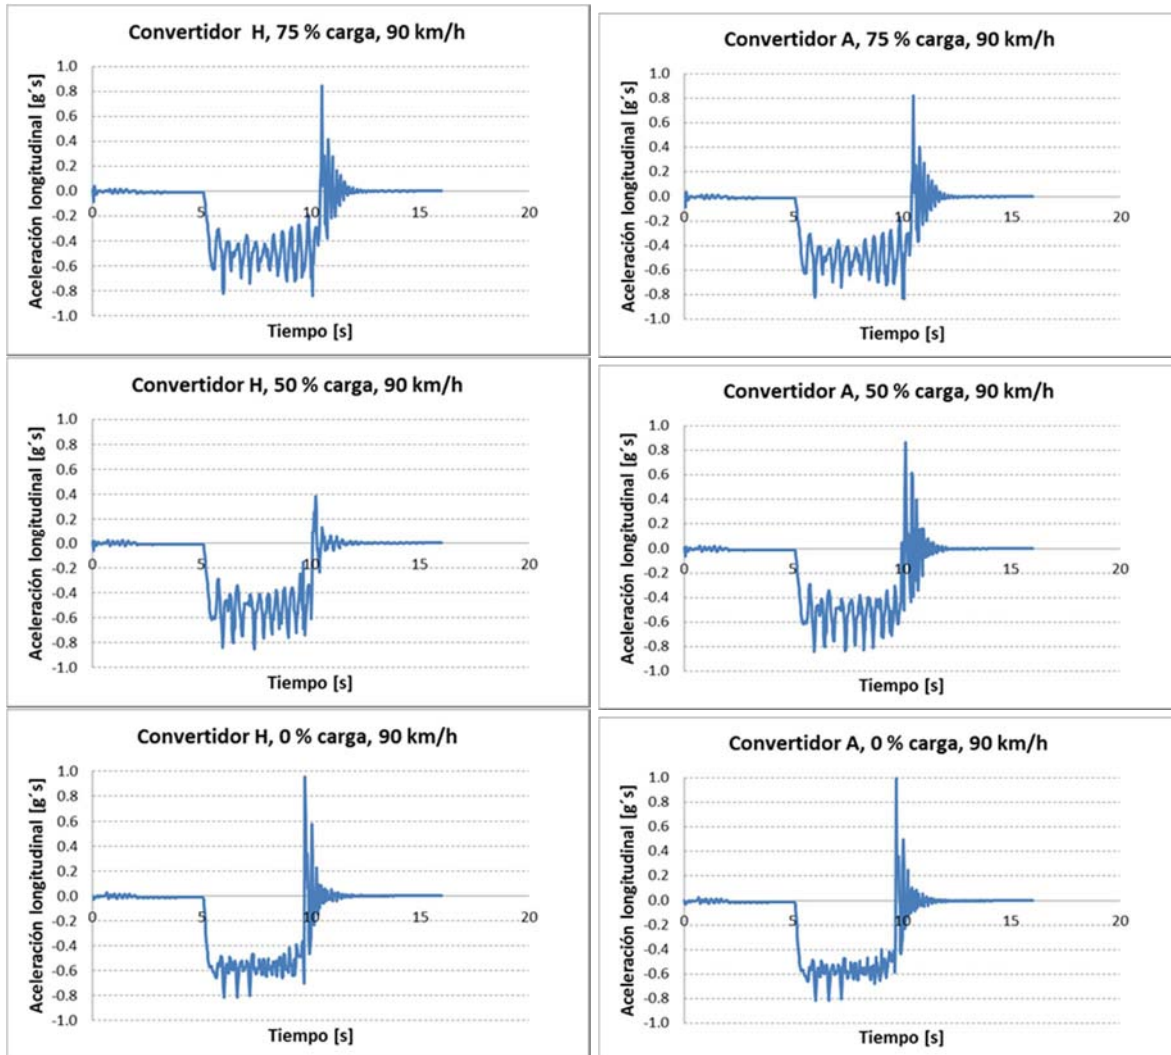 Convertidor H, 75 % carga, 90 km/h
Aceleración longitudinal [g´s]
1.0
0.8
0.6
0.4
0.2
0.0
-0.2
-0.4
-0.6
-0.8
-1.0
0 5 10 15 20
Tiempo [s]
Convertidor A, 75 % carga, 90 km/h
Aceleración longitudinal [g´s]
1.0
0.8
0.6
0.4
0.2
0.0
-0.2
-0.4
-0.6
-0.8
-1.0
0 5 10 15 20
Tiempo [s]
Convertidor H, 50 % carga, 90 km/h
Aceleración longitudinal [g´s]
1.0
0.8
0.6
0.4
0.2
0.0
-0.2
-0.4
-0.6
-0.8
-1.0
0 5 10 15 20
Tiempo [s]
Convertidor A, 50 % carga, 90 km/h
Aceleración longitudinal [g´s]
1.0
0.8
0.6
0.4
0.2
0.0
-0.2
-0.4
-0.6
-0.8
-1.0
0 5 10 15 20
Tiempo [s]
Convertidor H, 0 % carga, 90 km/h
Aceleración longitudinal [g´s]
1.0
0.8
0.6
0.4
0.2
0.0
-0.2
-0.4
-0.6
-0.8
-1.0
0 5 10 15 20
Tiempo [s]
Convertidor A, 0 % carga, 90 km/h
Aceleración longitudinal [g´s]
1.0
0.8
0.6
0.4
0.2
0.0
-0.2
-0.4
-0.6
-0.8
-1.0
0 5 10 15 20
Tiempo [s]